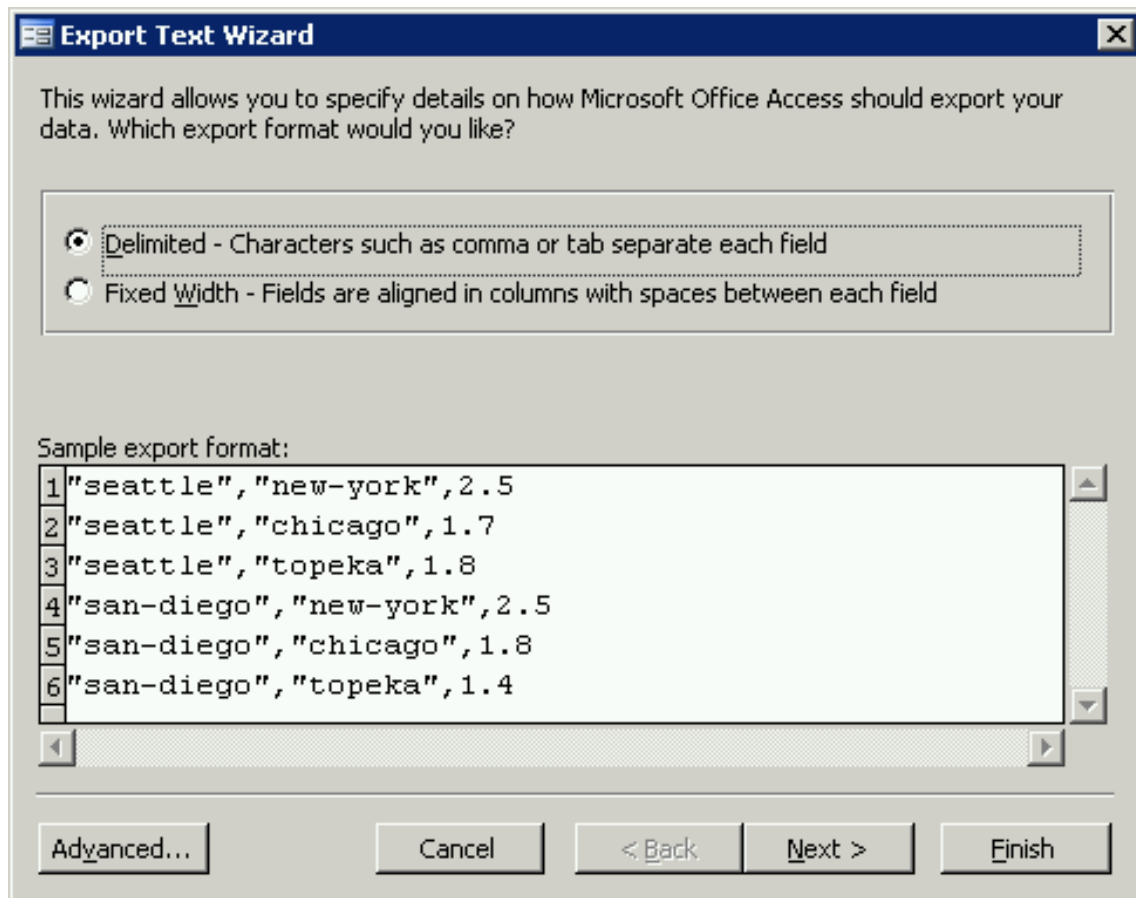 Export Text Wizard
This wizard allows you to specify details on how Microsoft Office Access should export your
data. Which export format would you like?
Delimited - Characters such as comma or tab separate each field
Fixed Width - Fields are aligned in columns with spaces between each field
Sample export format:
1 "seattle","new-york",2.5
2 "seattle","chicago",1.7
3 "seattle","topeka",1.8
4 "san-diego","new-york",2.5
5 "san-diego","chicago",1.8
6 "san-diego","topeka",1.4
Advanced... Cancel < Back Next > Finish